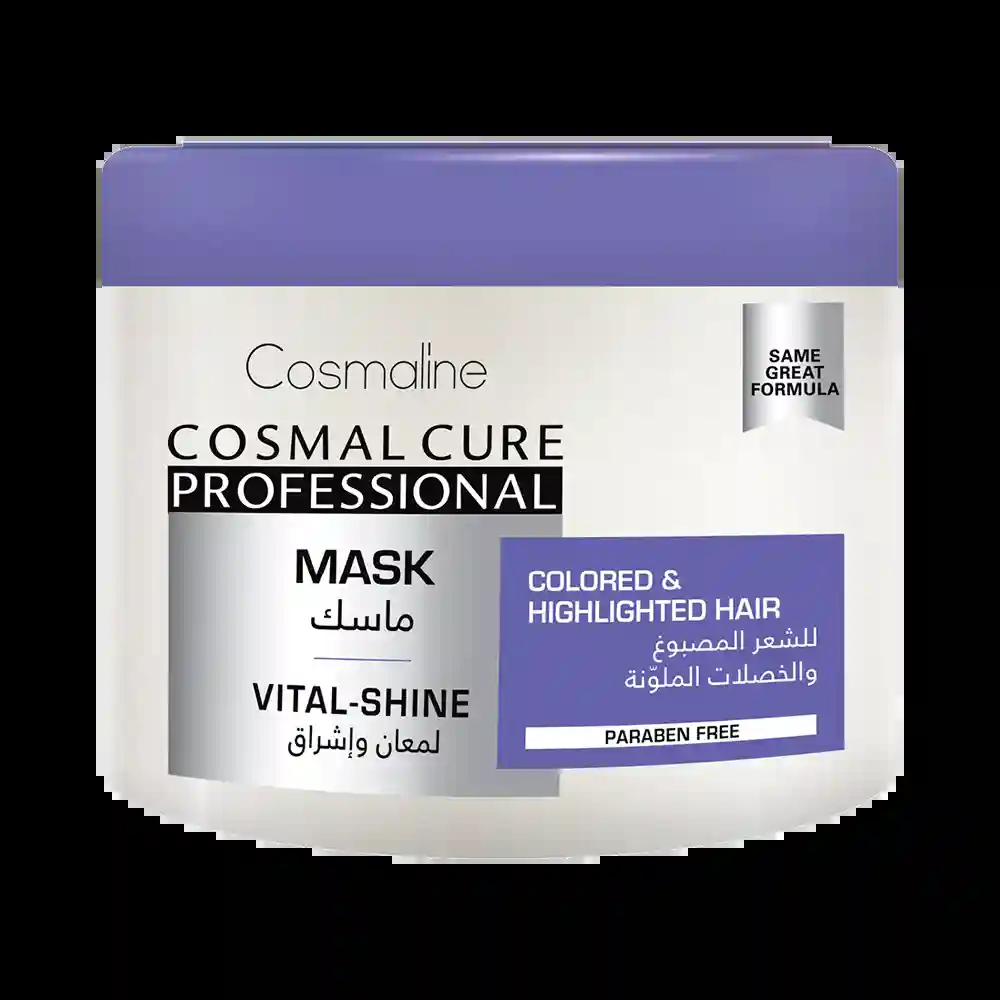 Cosmaline
COSMAL CURE
PROFESSIONAL
MASK
ماسك
VITAL-SHINE
لمعان وإشراق
SAME
GREAT
FORMULA
COLORED &
HIGHLIGHTED HAIR
للشعر المصبوغ
والخصلات الملوّنة
PARABEN FREE